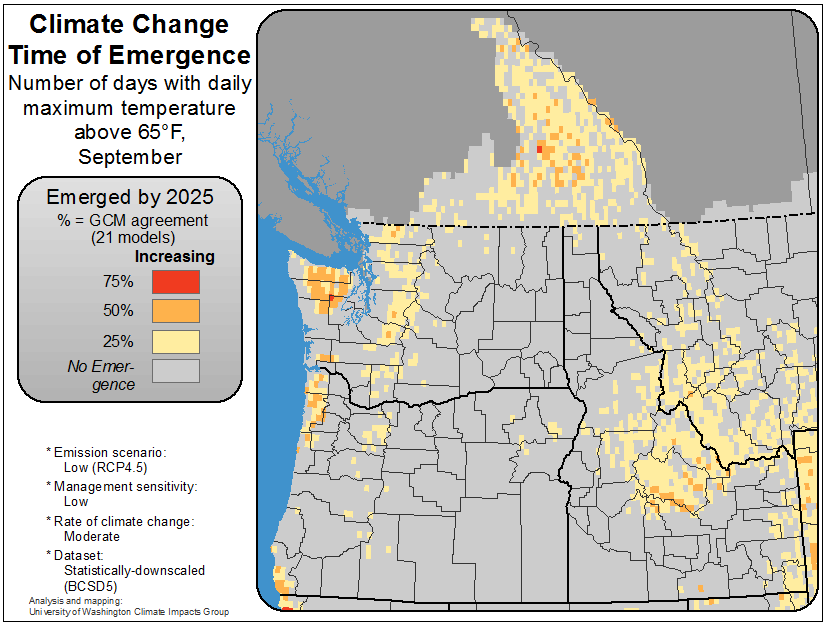 Climate Change
Time of Emergence
Number of days with daily
maximum temperature
above 65°F,
September
Emerged by 2025
% = GCM agreement
(21 models)
Increasing
75%
50%
25%
No Emer-
gence
* Emission scenario:
Low (RCP4.5)
* Management sensitivity:
Low
* Rate of climate change:
Moderate
* Dataset:
Statistically-downscaled
(BCSD5)
Analysis and mapping:
University of Washington Climate Impacts Group